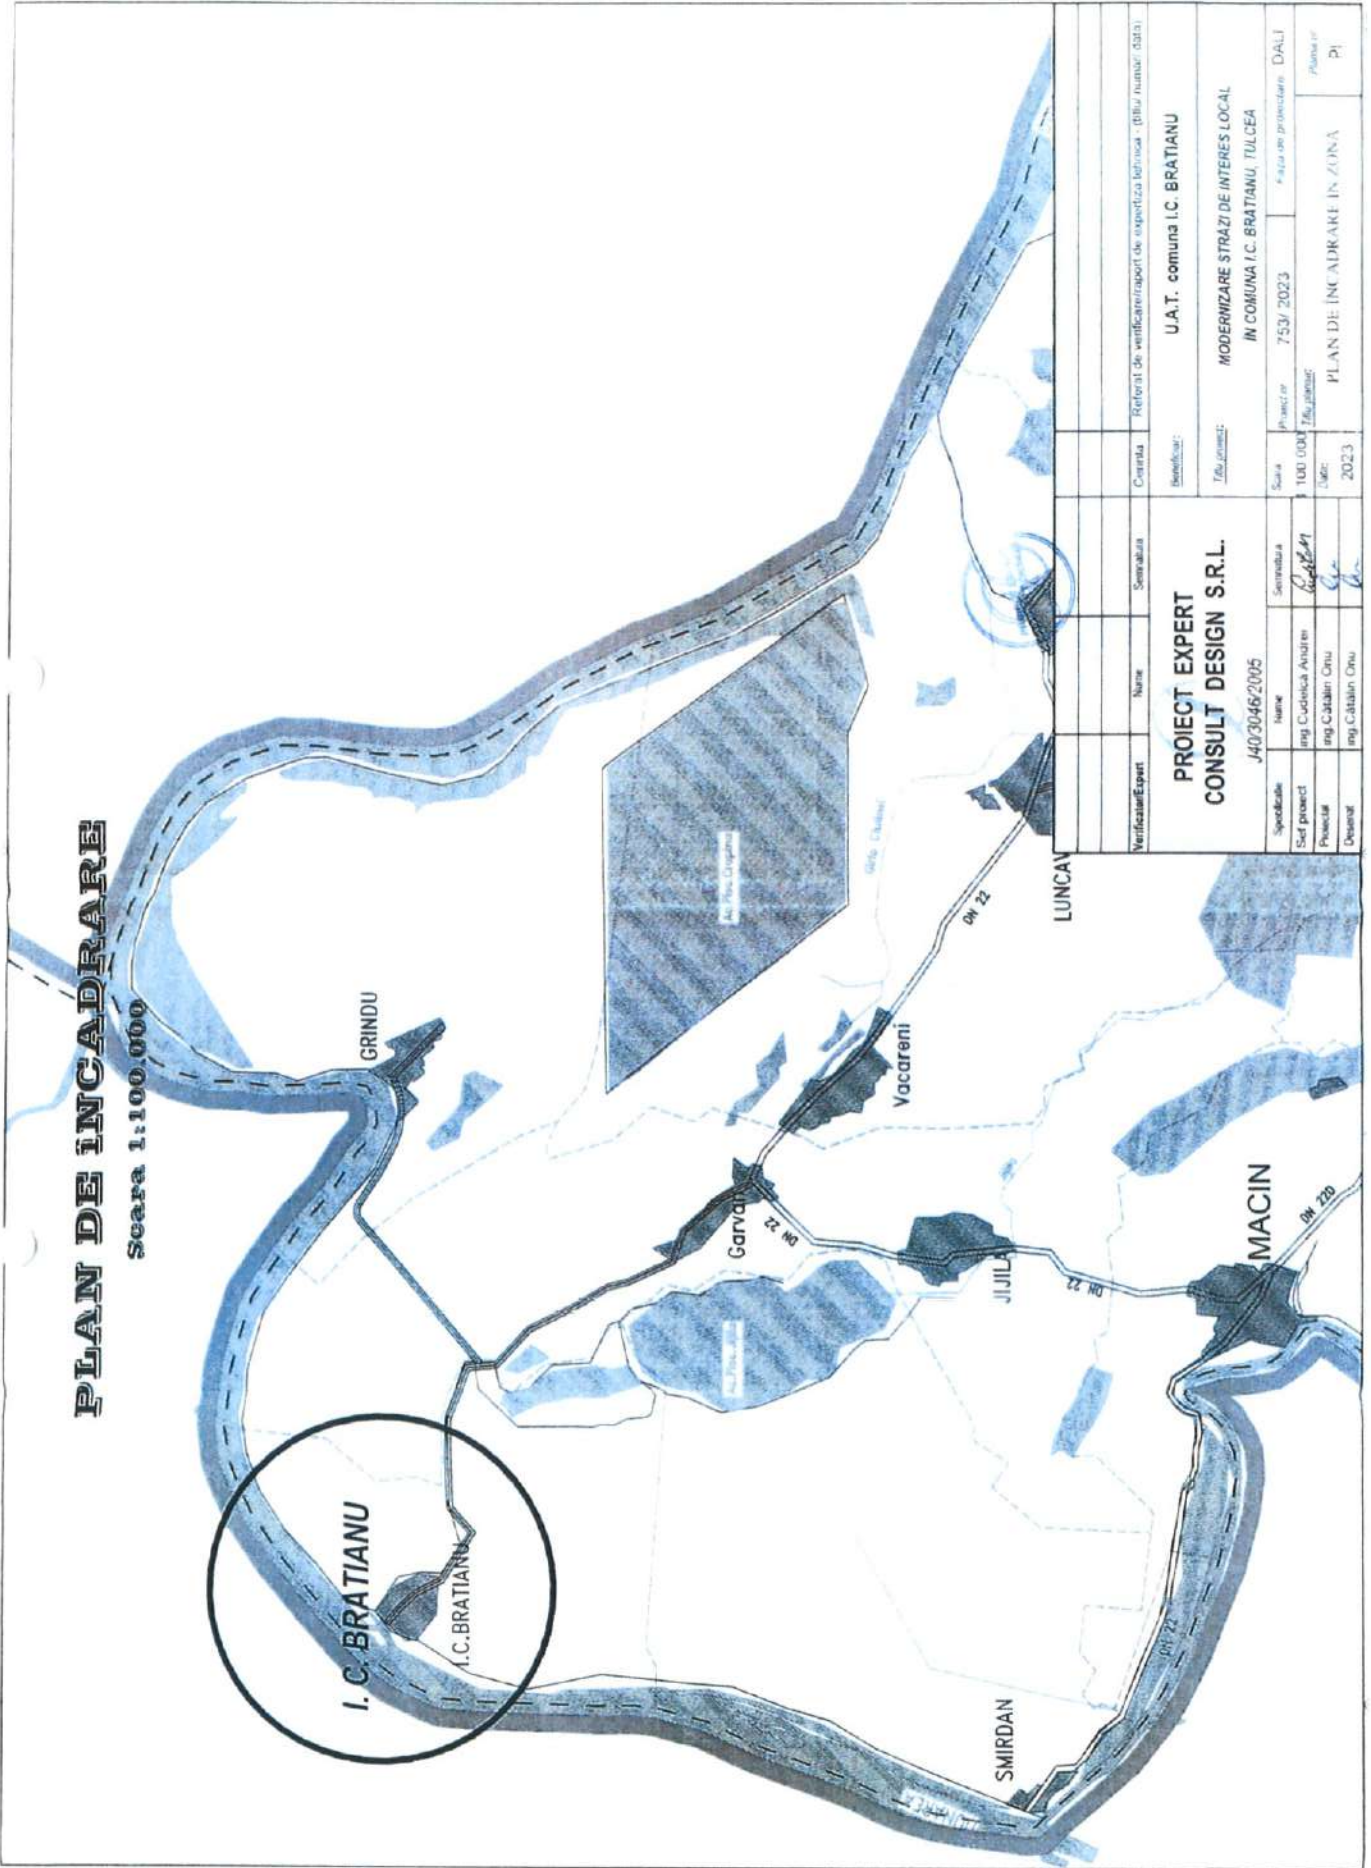 PLAN DE iNCADRARE
Scara 1:100.000
GRINDU
I. C. BRATIANU
I.C.BRATIANU
Garvan
DN 22
Vacareni
DN 22
JIJILA
DN 22
MACIN
DN 22D
SMIRDAN
DN 22
LUNCAV
Verificator/Expert
Nume
Semnatura
Cerinta
Referat de verificare/raport de expertiza tehnica - (titlu/ numar/ data)
PROIECT EXPERT
CONSULT DESIGN S.R.L.
J40/3046/2005
Beneficiar:
U.A.T. comuna I.C. BRATIANU
Titlu proiect:
MODERNIZARE STRAZI DE INTERES LOCAL
IN COMUNA I.C. BRATIANU, TULCEA
Specificatie
Nume
Semnatura
Scara
Proiect nr.
753/ 2023
Faza de proiectare
DALI
Sef proiect
ing.Cudelcă Andrei
100 000
Titlu planse:
PLAN DE ÎNCADRARE IN ZONA
Plansa nr
P1
Proiectat
ing.Cătălin Onu
Data:
2023
Desenat
ing.Cătălin Onu